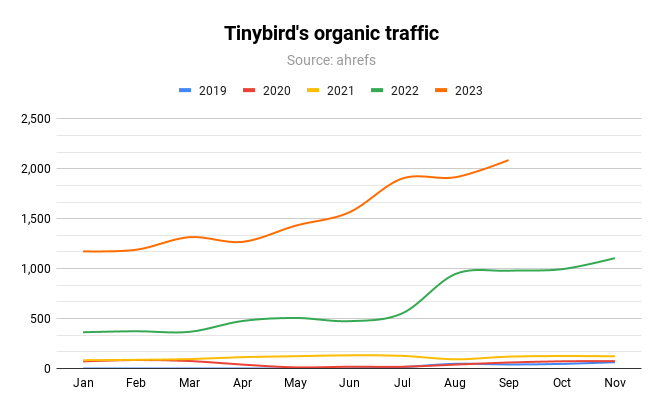 Tinybird's organic traffic
Source: ahrefs
2019 2020 2021 2022 2023
2,500
2,000
1,500
1,000
500
0
Jan Feb Mar Apr May Jun Jul Aug Sep Oct Nov